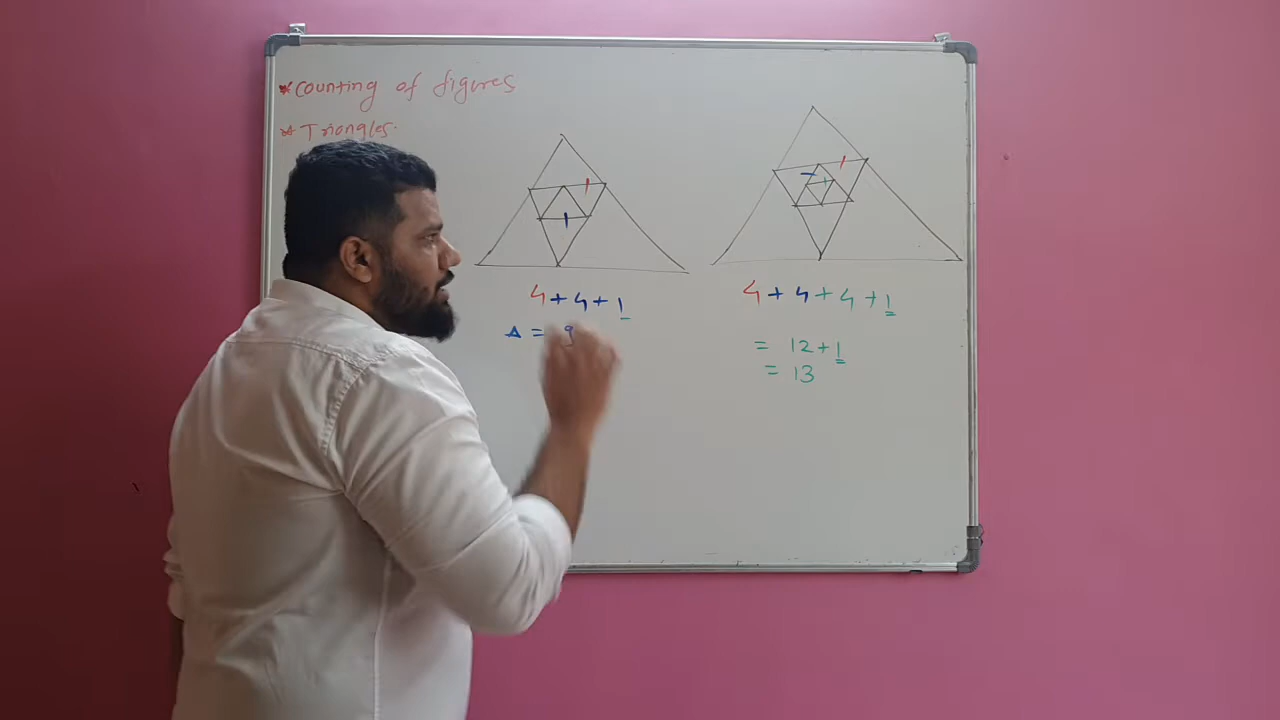 * Counting of figures
* Triangles.
4 + 4 + 1
Δ = 9
4 + 4 + 4 + 1
= 12 + 1
= 13